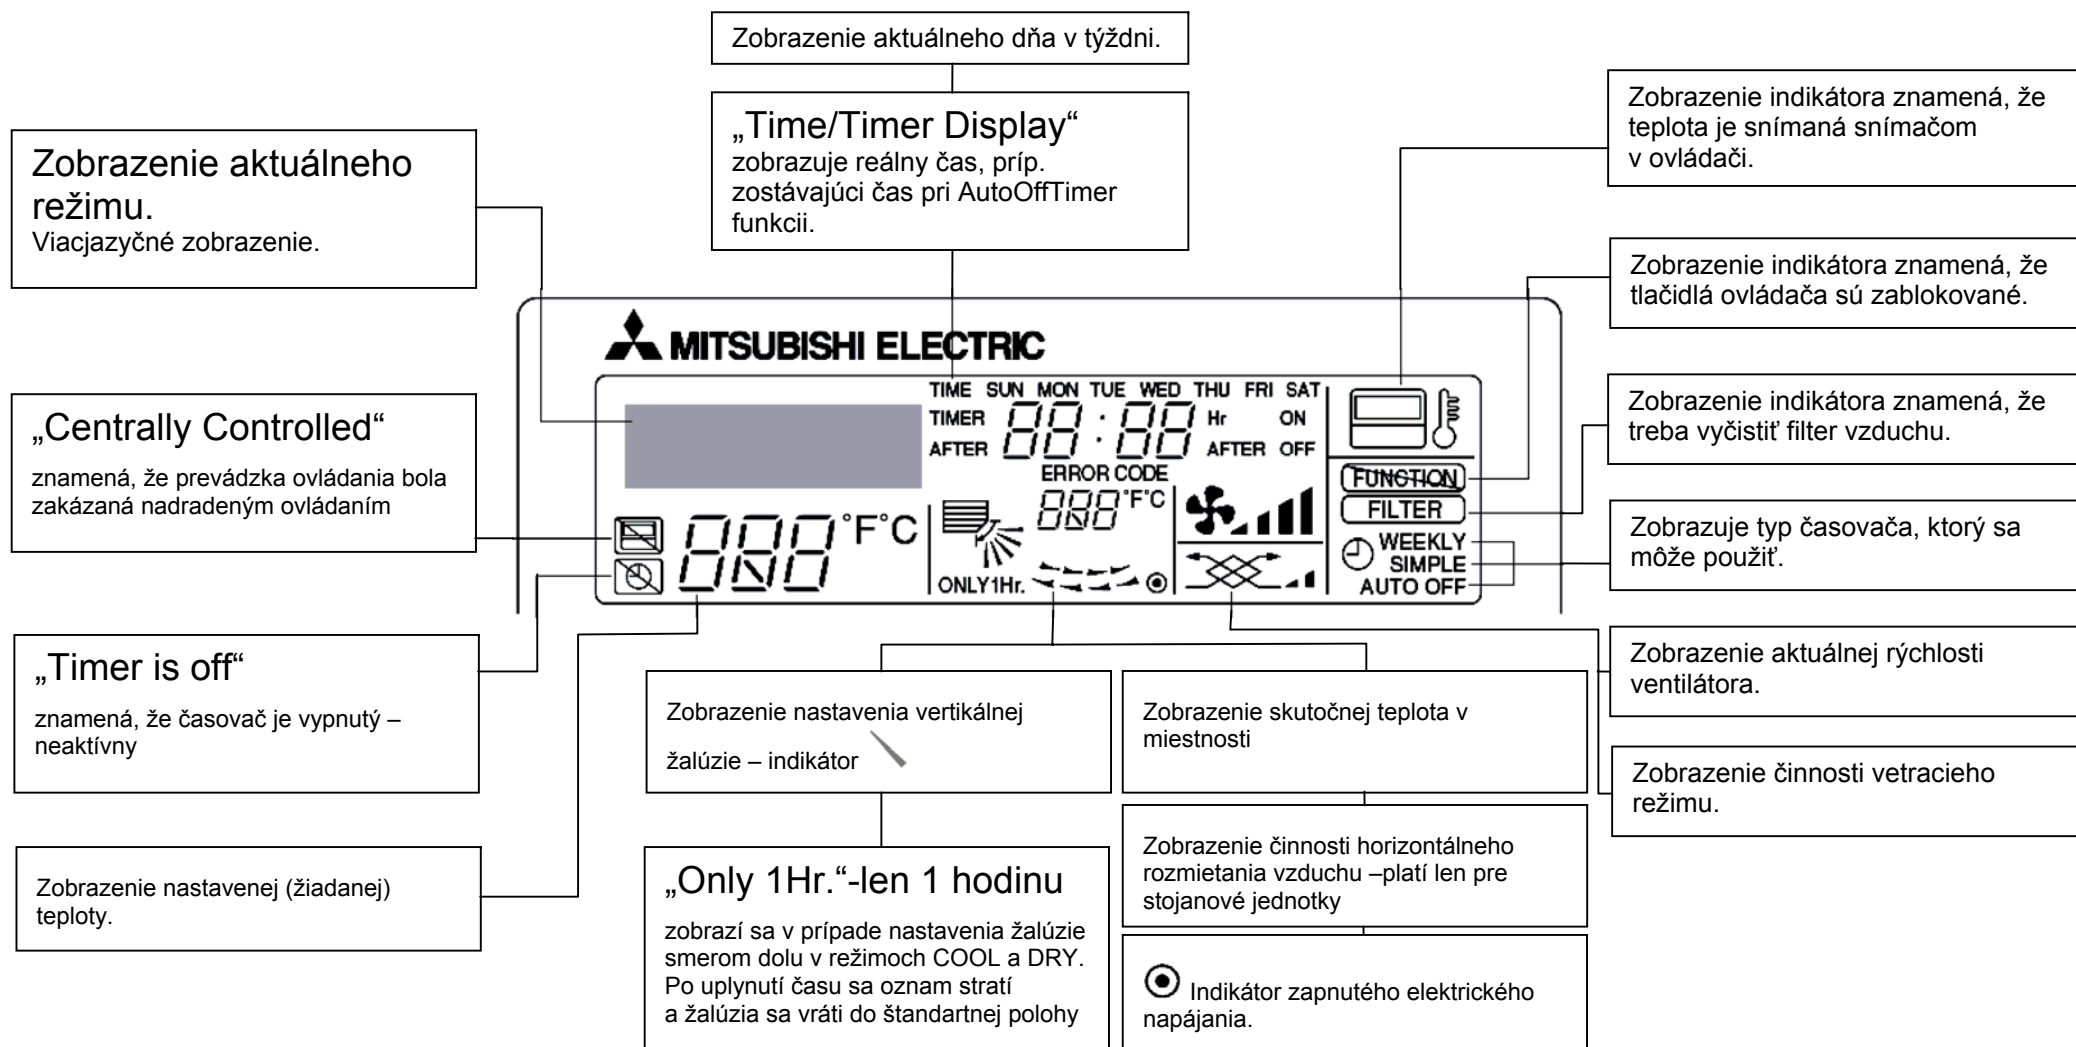 Zobrazenie aktuálneho dňa v týždni.
„Time/Timer Display“
zobrazuje reálny čas, príp.
zostávajúci čas pri AutoOffTimer
funkcii.
Zobrazenie aktuálneho
režimu.
Viacjazyčné zobrazenie.
„Centrally Controlled“
znamená, že prevádzka ovládania bola
zakázaná nadradeným ovládaním
„Timer is off“
znamená, že časovač je vypnutý –
neaktívny
Zobrazenie nastavenej (žiadanej)
teploty.
MITSUBISHI ELECTRIC
TIME SUN MON TUE WED THU FRI SAT
TIMER 88:88 Hr ON
AFTER AFTER OFF
ERROR CODE
888 °F°C
888 °F°C
ONLY1Hr.
FUNCTION
FILTER
WEEKLY
SIMPLE
AUTO OFF
Zobrazenie nastavenia vertikálnej
žalúzie – indikátor
„Only 1Hr.“-len 1 hodinu
zobrazí sa v prípade nastavenia žalúzie
smerom dolu v režimoch COOL a DRY.
Po uplynutí času sa oznam stratí
a žalúzia sa vráti do štandartnej polohy
Zobrazenie skutočnej teplota v
miestnosti
Zobrazenie činnosti horizontálneho
rozmietania vzduchu –platí len pre
stojanové jednotky
Indikátor zapnutého elektrického
napájania.
Zobrazenie indikátora znamená, že
teplota je snímaná snímačom
v ovládači.
Zobrazenie indikátora znamená, že
tlačidlá ovládača sú zablokované.
Zobrazenie indikátora znamená, že
treba vyčistiť filter vzduchu.
Zobrazuje typ časovača, ktorý sa
môže použiť.
Zobrazenie aktuálnej rýchlosti
ventilátora.
Zobrazenie činnosti vetracieho
režimu.